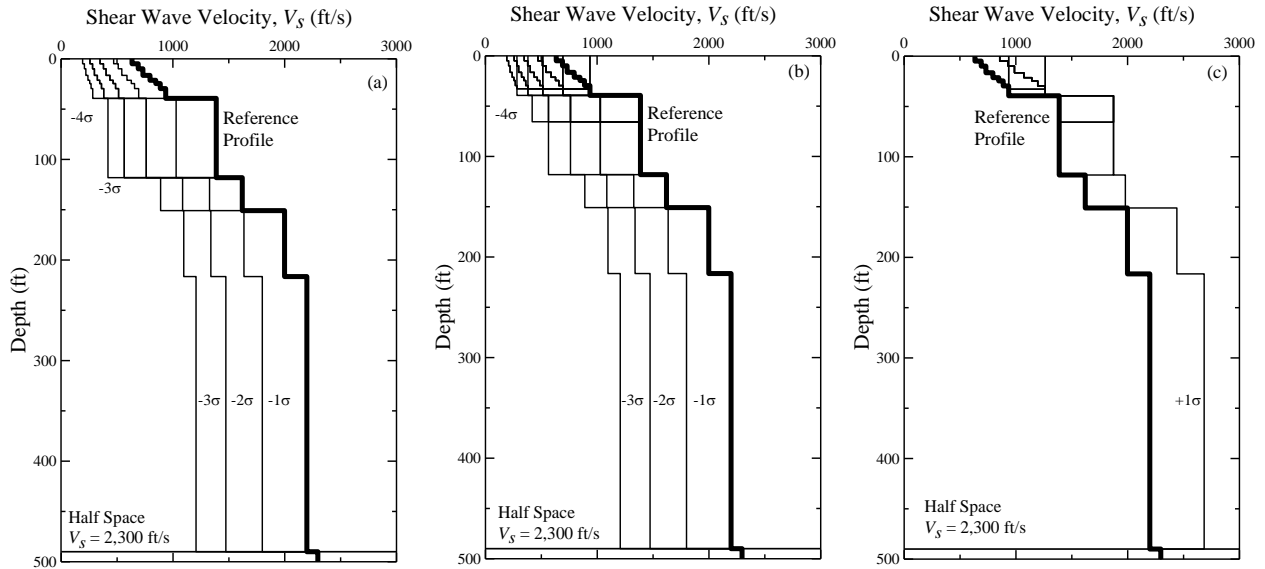 Shear Wave Velocity, Vs (ft/s)
0 1000 2000 3000
(a)
0
100
200
300
400
500
Depth (ft)
-4σ
-3σ
Reference
Profile
-3σ -2σ -1σ
Half Space
Vs = 2,300 ft/s
Shear Wave Velocity, Vs (ft/s)
0 1000 2000 3000
(b)
0
100
200
300
400
500
Depth (ft)
-4σ
Reference
Profile
-3σ -2σ -1σ
Half Space
Vs = 2,300 ft/s
Shear Wave Velocity, Vs (ft/s)
0 1000 2000 3000
(c)
0
100
200
300
400
500
Depth (ft)
Reference
Profile
+1σ
Half Space
Vs = 2,300 ft/s